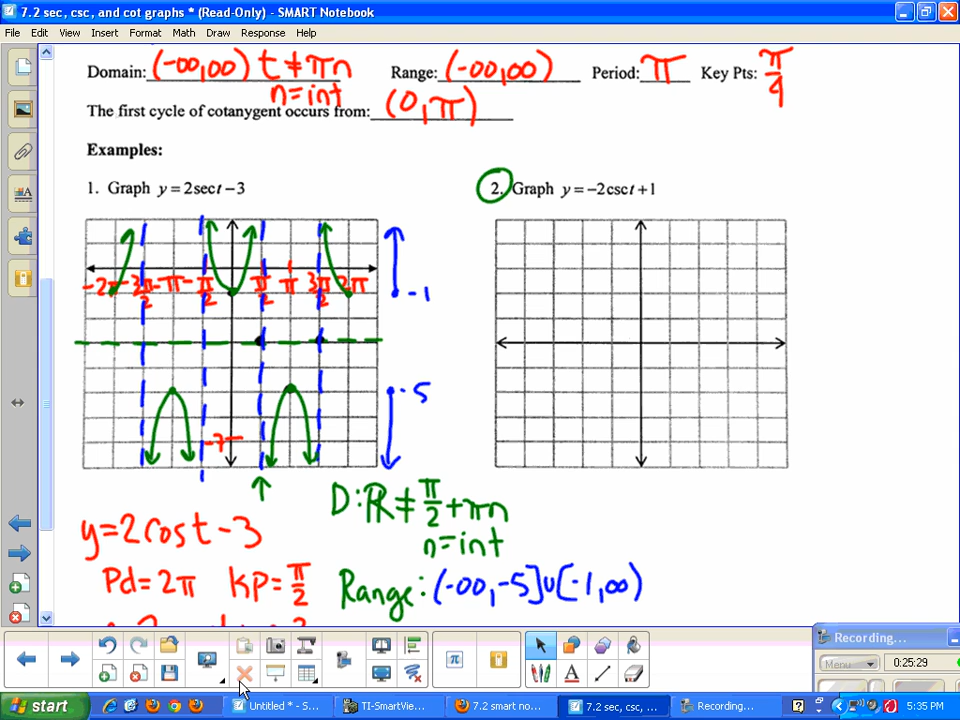 7.2 sec, csc, and cot graphs * (Read-Only) - SMART Notebook
File Edit View Insert Format Math Draw Response Help
Domain: (-∞,∞) t ≠ πn Range: (-∞,∞) Period: π Key Pts: π/4
n=int
The first cycle of cotanygent occurs from: (0, π)
Examples:
1. Graph y = 2sec t − 3
2. Graph y = −2csc t + 1
-2π -3π/2 -π -π/2 π/2 π 3π/2 2π
-1
-5
-7
D: ℝ ≠ π/2 + πn
n=int
y=2cost-3
Pd=2π KP=π/2 Range: (-∞,-5]∪[-1,∞)
Recording...
Menu
0:25:29
start
Untitled * - S...
TI-SmartVie...
7.2 smart no...
7.2 sec, csc, ...
Recording...
5:35 PM